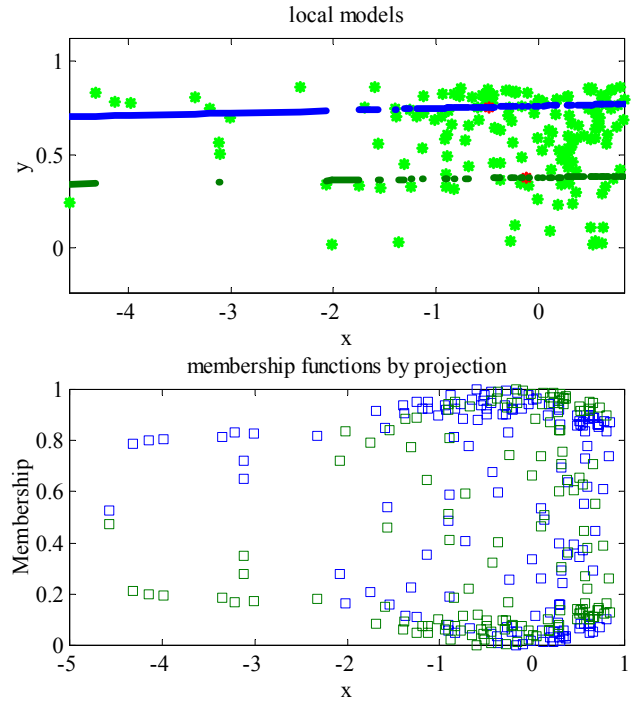 local models
1
0.5
0
y
-4 -3 -2 -1 0
x
membership functions by projection
1
0.8
0.6
0.4
0.2
0
Membership
-5 -4 -3 -2 -1 0 1
x